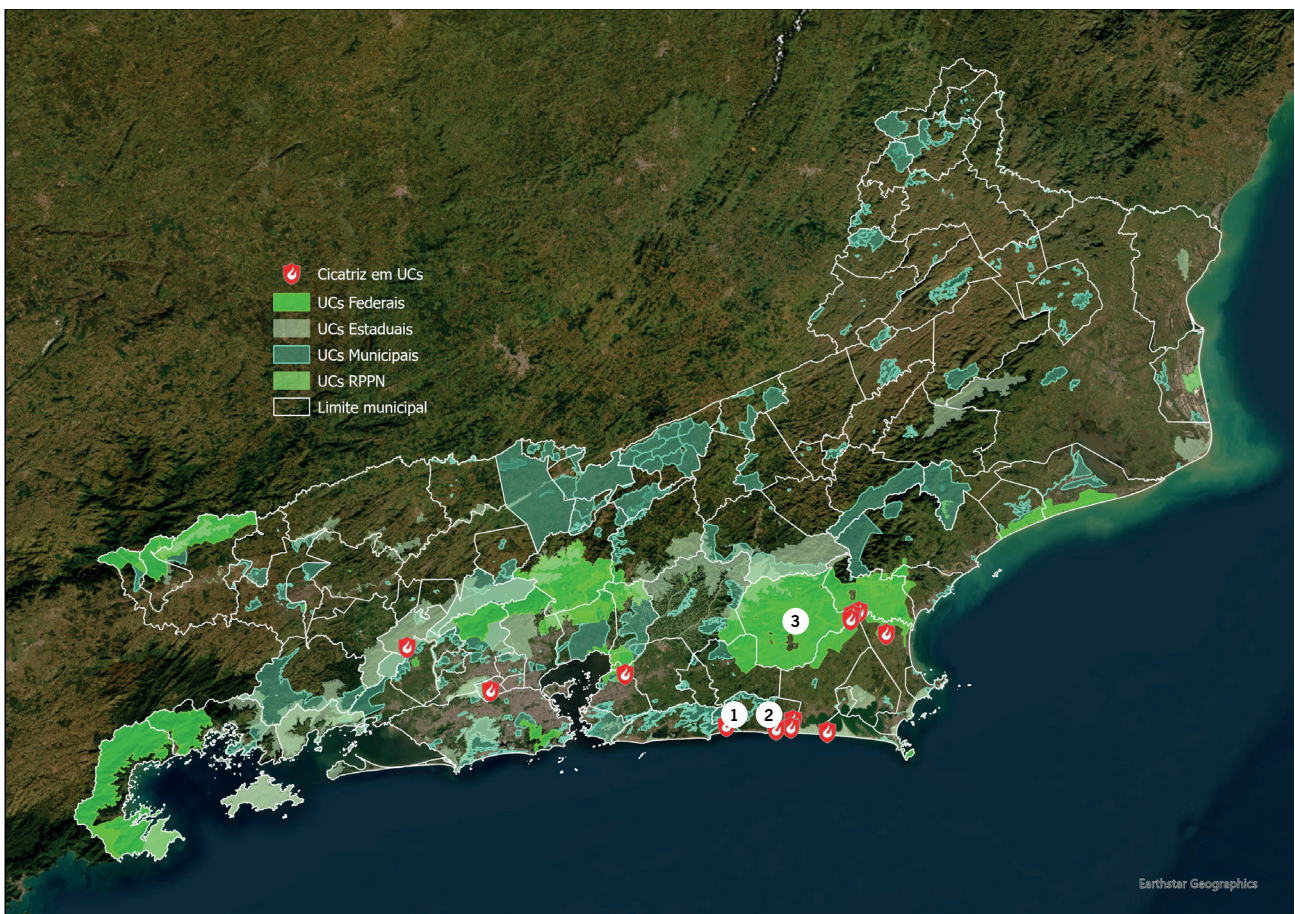 Cicatriz em UCs
UCs Federais
UCs Estaduais
UCs Municipais
UCs RPPN
Limite municipal
3
1
2
Earthstar Geographics